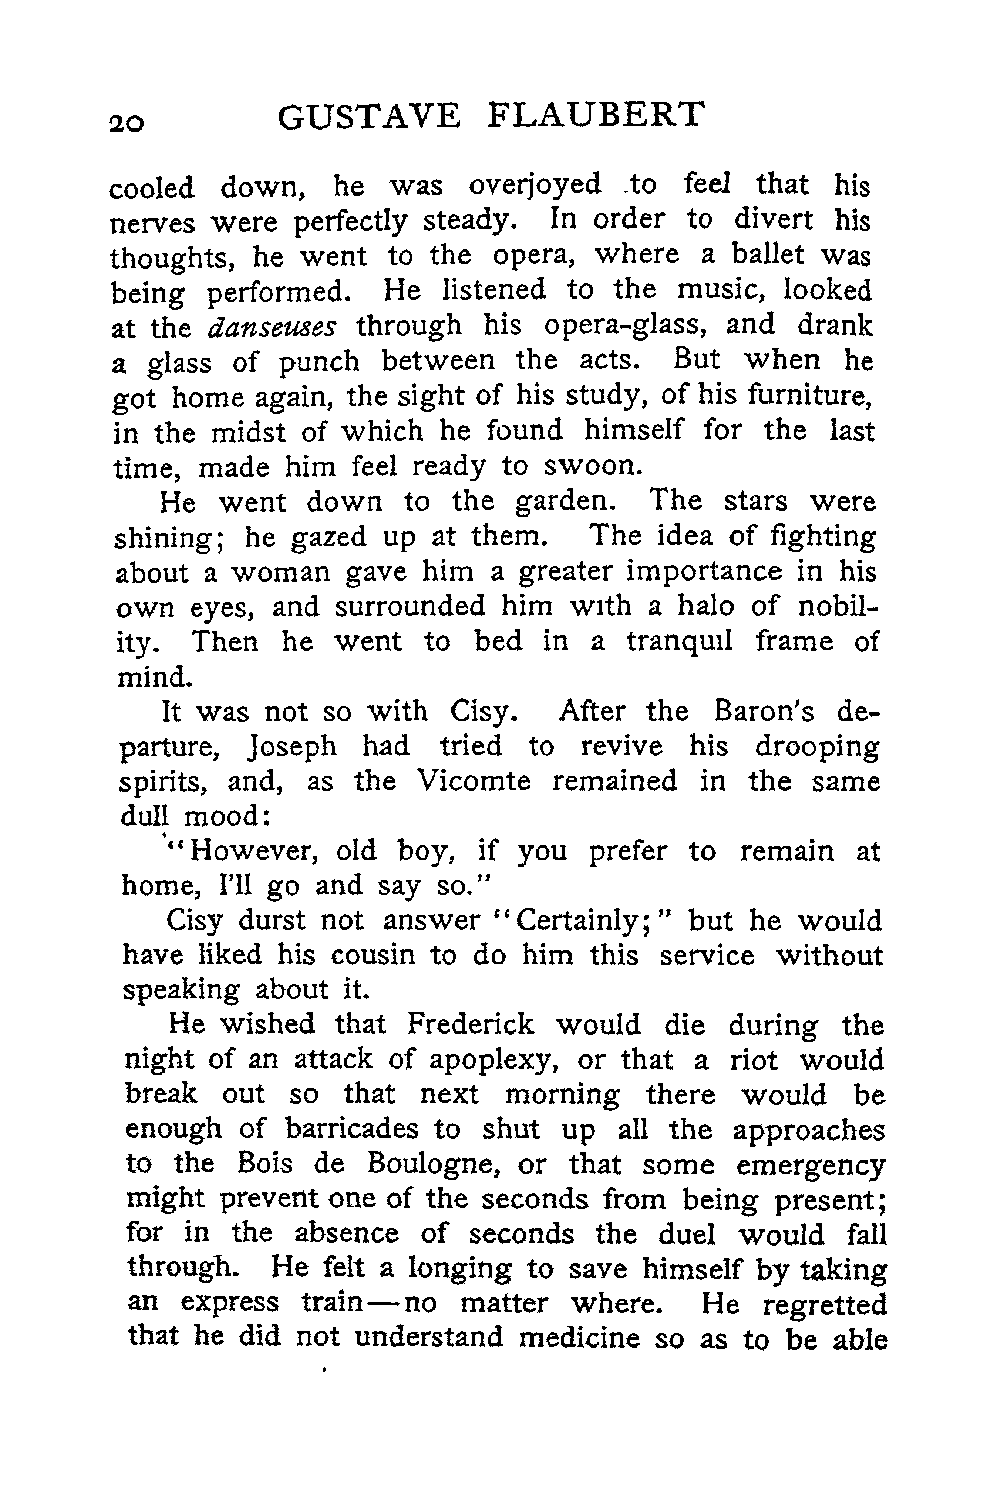 20 GUSTAVE FLAUBERT
cooled down, he was overjoyed to feel that his
nerves were perfectly steady. In order to divert his
thoughts, he went to the opera, where a ballet was
being performed. He listened to the music, looked
at the danseuses through his opera-glass, and drank
a glass of punch between the acts. But when he
got home again, the sight of his study, of his furniture,
in the midst of which he found himself for the last
time, made him feel ready to swoon.
He went down to the garden. The stars were
shining; he gazed up at them. The idea of fighting
about a woman gave him a greater importance in his
own eyes, and surrounded him with a halo of nobil-
ity. Then he went to bed in a tranquil frame of
mind.
It was not so with Cisy. After the Baron's de-
parture, Joseph had tried to revive his drooping
spirits, and, as the Vicomte remained in the same
dull mood:
"However, old boy, if you prefer to remain at
home, I'll go and say so."
Cisy durst not answer "Certainly;" but he would
have liked his cousin to do him this service without
speaking about it.
He wished that Frederick would die during the
night of an attack of apoplexy, or that a riot would
break out so that next morning there would be
enough of barricades to shut up all the approaches
to the Bois de Boulogne, or that some emergency
might prevent one of the seconds from being present;
for in the absence of seconds the duel would fall
through. He felt a longing to save himself by taking
an express train—no matter where. He regretted
that he did not understand medicine so as to be able